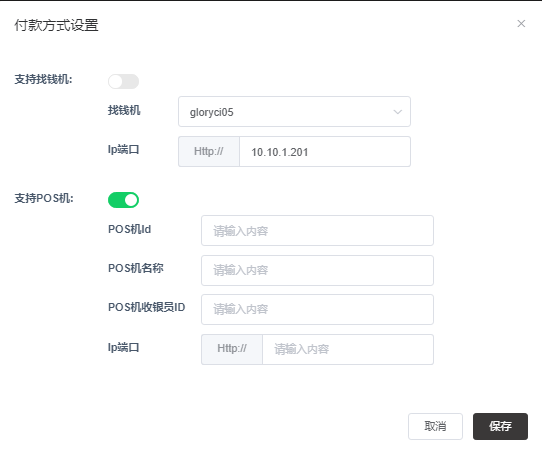 付款方式设置
支持找钱机:
找钱机 gloryci05
Ip端口 Http:// 10.10.1.201
支持POS机:
POS机Id 请输入内容
POS机名称 请输入内容
POS机收银员ID 请输入内容
Ip端口 Http:// 请输入内容
取消 保存